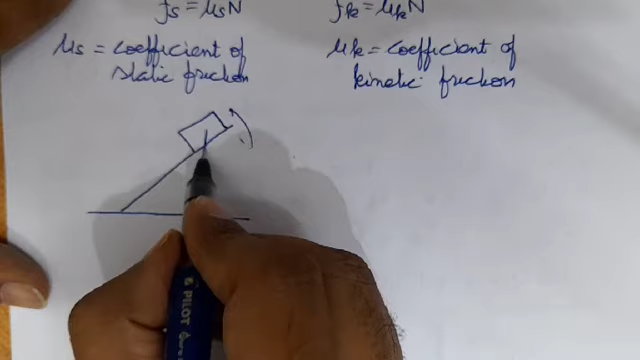 fs = μsN
fk = μkN
μs = coefficient of
static friction
μk = coefficient of
kinetic friction
PILOT